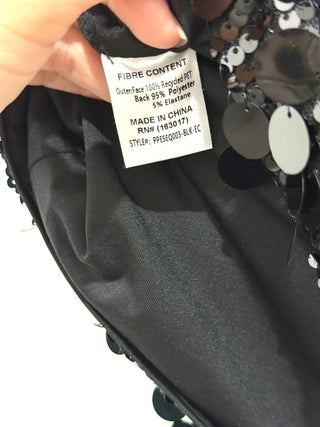 FIBRE CONTENT
OuterFace 100% Recycled PET
Back 95% Polyester
5% Elastane
MADE IN CHINA
RN# (163017)
STYLE#: PPESEQ003-BLK-EC